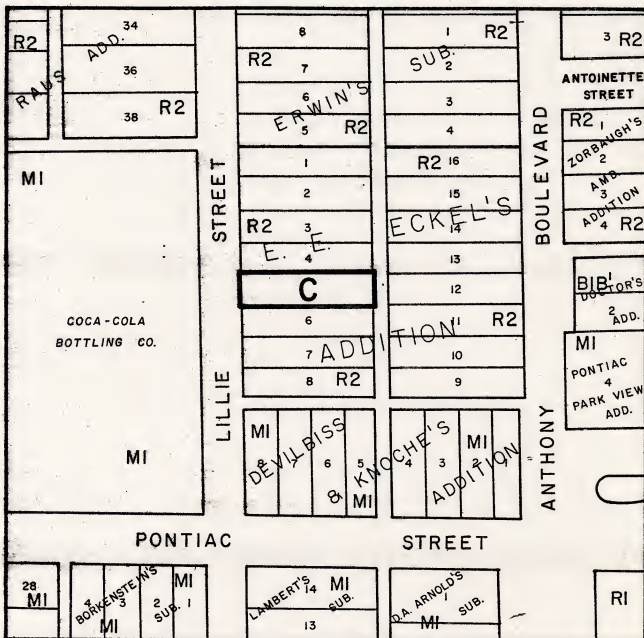 34
R2
36
RAUS ADD.
38 R2
8
R2
7
6
5 R2
ERWIN'S
SUB.
1 R2
2
3
4
3 R2
ANTOINETTE
STREET
R2 1
2
3
4 R2
ZORBAUGH'S
AMD.
ADDITION
1
2
R2 3
4
C
6
7
8 R2
R2 16
15
14
13
12
11 R2
10
9
E. E. ECKEL'S
ADDITION
MI
COCA-COLA
BOTTLING CO.
MI
LILLIE STREET
ANTHONY BOULEVARD
BIB 1
DOCTOR'S
2 ADD.
MI
PONTIAC
4
PARK VIEW
ADD.
MI
8 7 6 5
MI
4 3 2 1
MI
DEVILBISS
& KNOCHE'S
ADDITION
PONTIAC STREET
28
MI
4 3 2 1
MI
MI
BORKENSTEIN'S
SUB.
LAMBERT'S
14 MI
SUB.
13
D.A. ARNOLD'S
1
SUB.
MI
RI